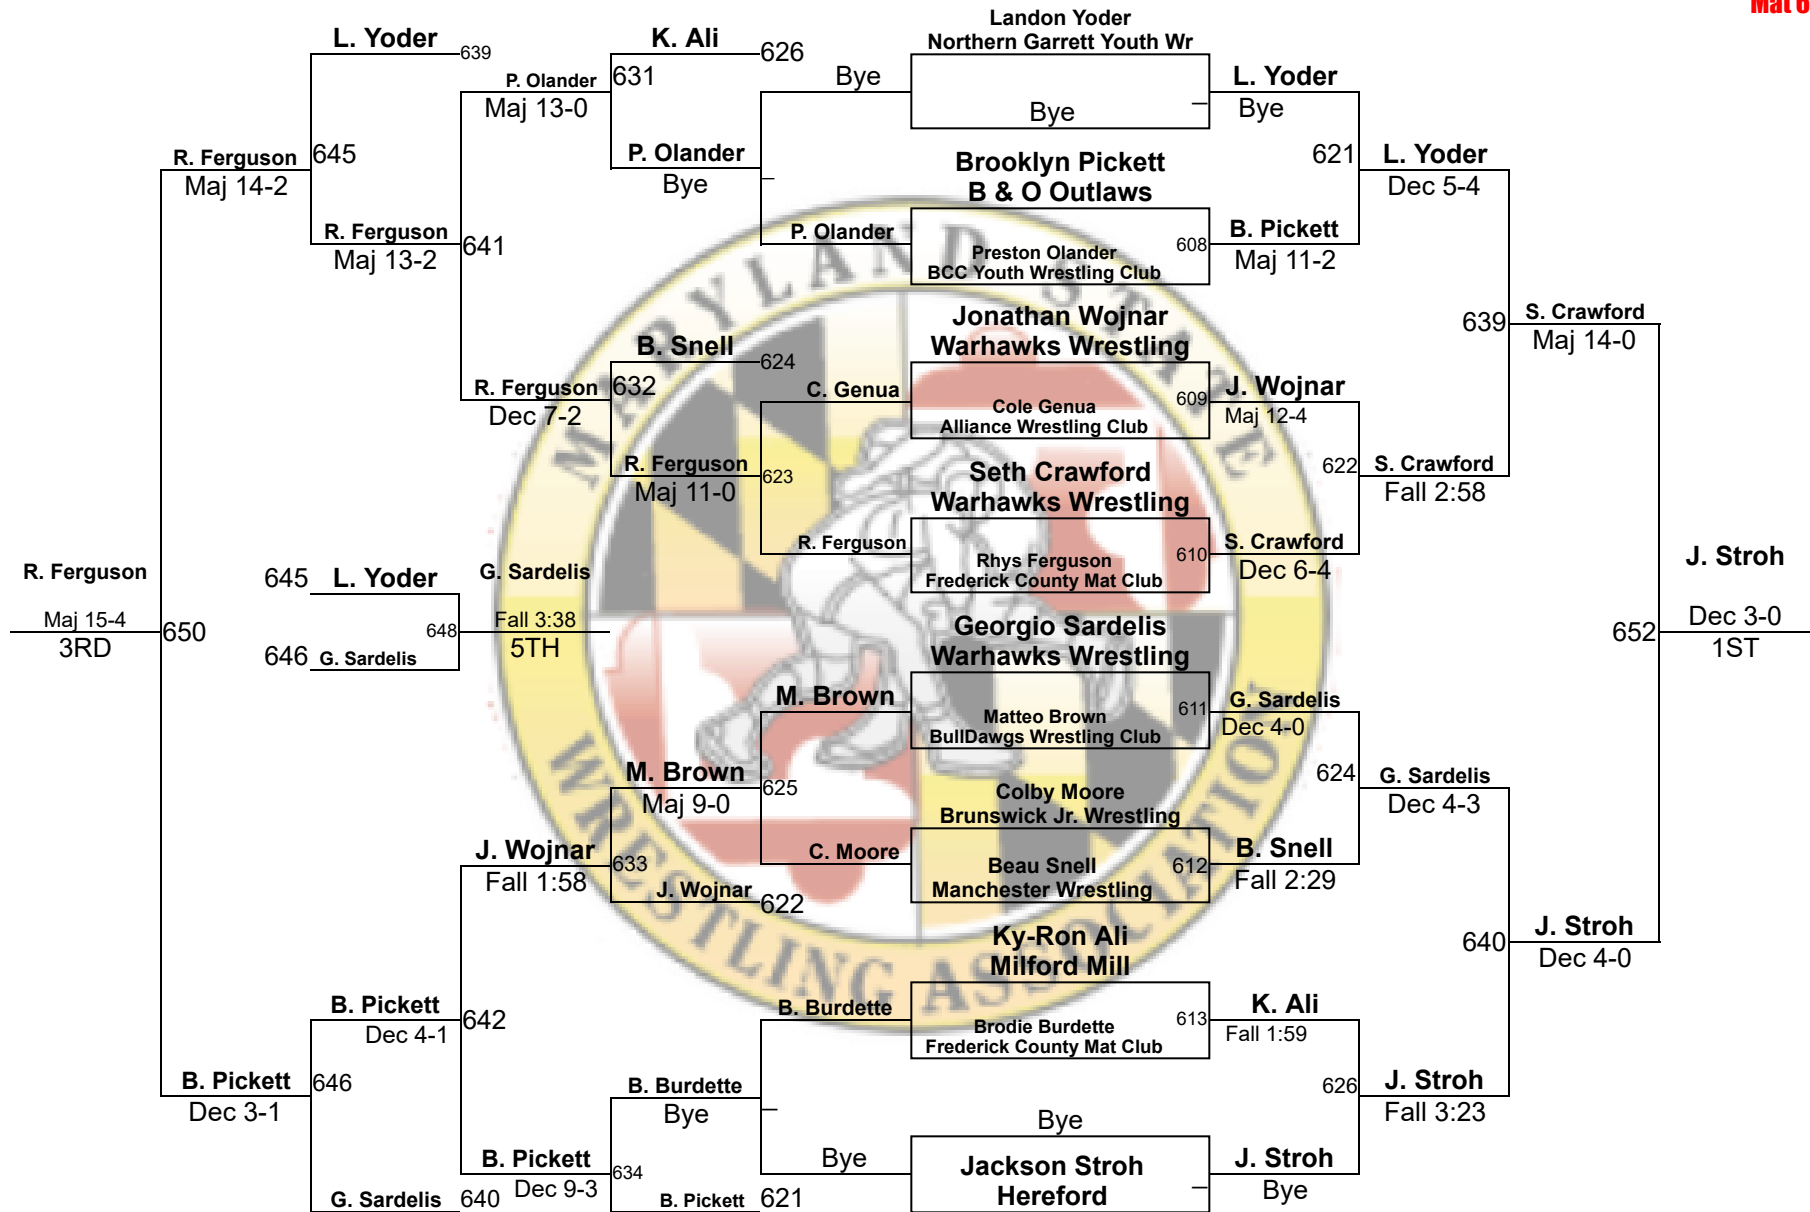 Mat 6
Landon Yoder
Northern Garrett Youth Wr
L. Yoder
639
K. Ali
626
P. Olander
631
Maj 13-0
Bye
Bye
L. Yoder
Bye
R. Ferguson
645
Maj 14-2
P. Olander
Bye
Brooklyn Pickett
B & O Outlaws
621
L. Yoder
Dec 5-4
R. Ferguson
641
Maj 13-2
P. Olander
Preston Olander
BCC Youth Wrestling Club
608
B. Pickett
Maj 11-2
MARYLAND STATE
Jonathan Wojnar
Warhawks Wrestling
639
S. Crawford
Maj 14-0
B. Snell
624
R. Ferguson
632
Dec 7-2
C. Genua
Cole Genua
Alliance Wrestling Club
609
J. Wojnar
Maj 12-4
R. Ferguson
623
Maj 11-0
Seth Crawford
Warhawks Wrestling
622
S. Crawford
Fall 2:58
R. Ferguson
Rhys Ferguson
Frederick County Mat Club
610
S. Crawford
Dec 6-4
R. Ferguson
Maj 15-4
3RD
650
645
L. Yoder
646
G. Sardelis
648
G. Sardelis
Fall 3:38
5TH
Georgio Sardelis
Warhawks Wrestling
J. Stroh
652
Dec 3-0
1ST
M. Brown
Matteo Brown
BullDawgs Wrestling Club
611
G. Sardelis
Dec 4-0
M. Brown
625
Maj 9-0
Colby Moore
Brunswick Jr. Wrestling
624
G. Sardelis
Dec 4-3
J. Wojnar
633
Fall 1:58
C. Moore
Beau Snell
Manchester Wrestling
612
B. Snell
Fall 2:29
J. Wojnar
622
WRESTLING ASSOCIATION
Ky-Ron Ali
Milford Mill
640
J. Stroh
Dec 4-0
B. Pickett
642
Dec 4-1
B. Burdette
Brodie Burdette
Frederick County Mat Club
613
K. Ali
Fall 1:59
B. Pickett
646
Dec 3-1
B. Burdette
Bye
626
J. Stroh
Fall 3:23
Bye
B. Pickett
634
Dec 9-3
Bye
Jackson Stroh
Hereford
J. Stroh
Bye
G. Sardelis
640
B. Pickett
621